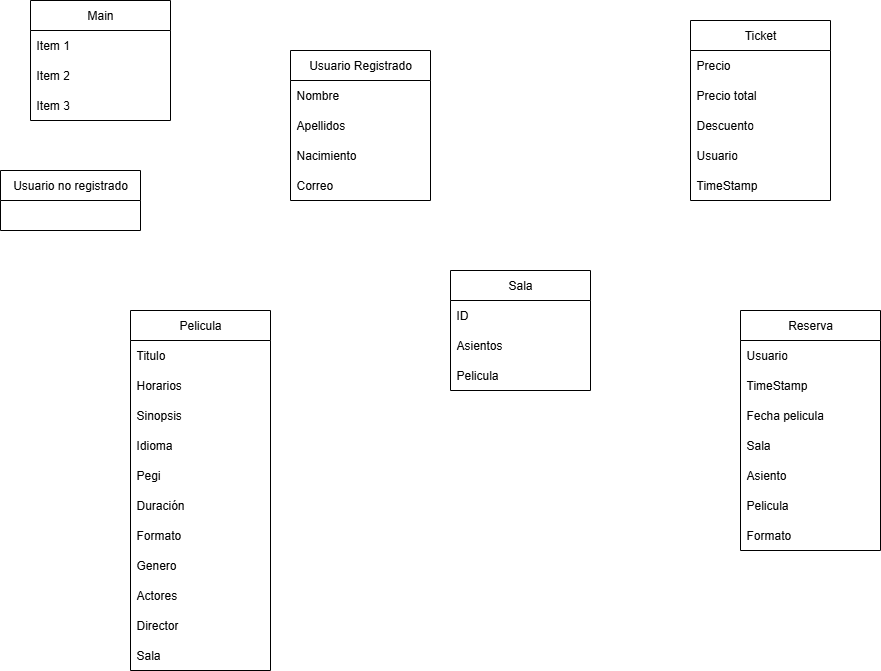 Main
Item 1
Item 2
Item 3
Usuario no registrado
Usuario Registrado
Nombre
Apellidos
Nacimiento
Correo
Ticket
Precio
Precio total
Descuento
Usuario
TimeStamp
Pelicula
Titulo
Horarios
Sinopsis
Idioma
Pegi
Duración
Formato
Genero
Actores
Director
Sala
Sala
ID
Asientos
Pelicula
Reserva
Usuario
TimeStamp
Fecha pelicula
Sala
Asiento
Pelicula
Formato